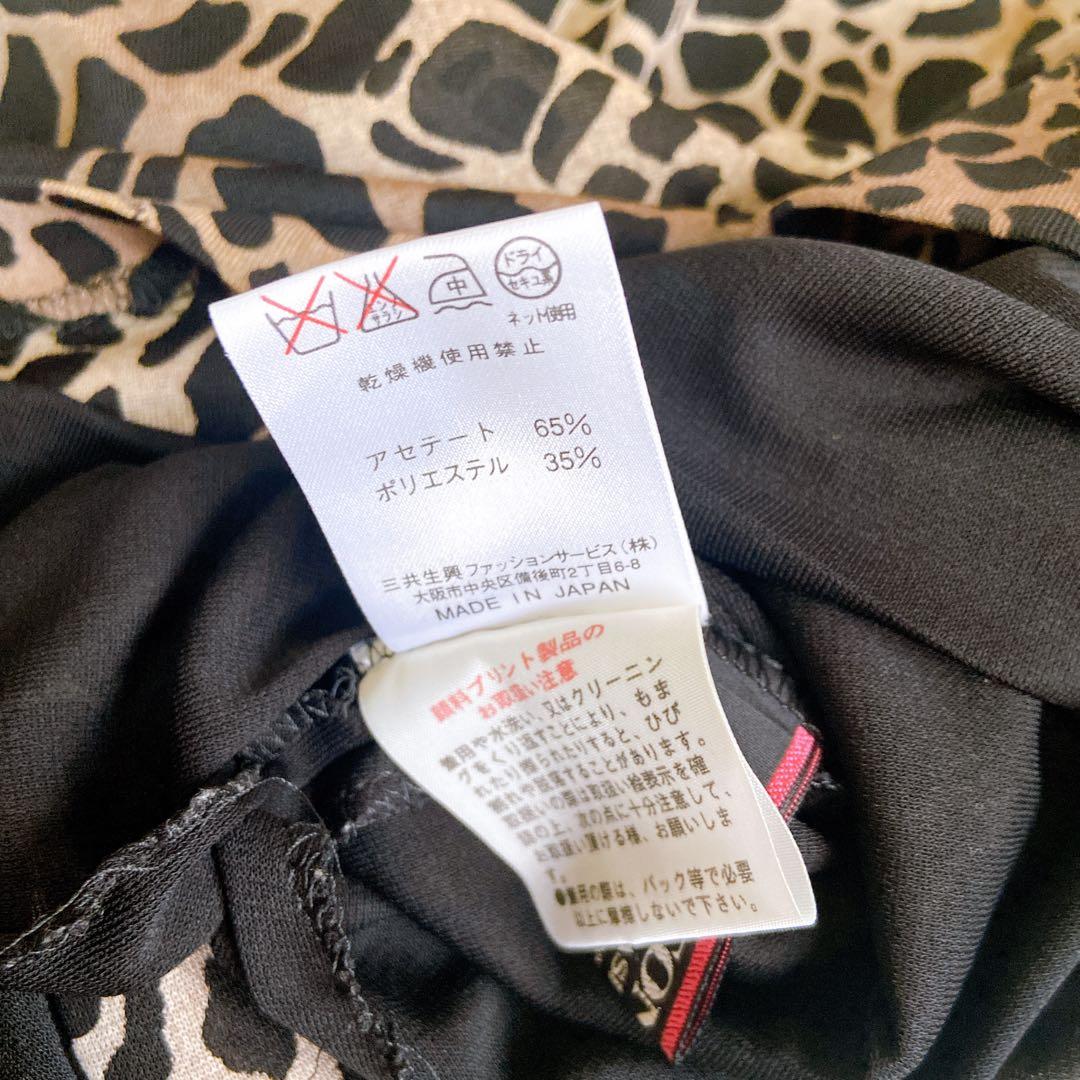 エンソ
サラシ
中
ドライ
セキユ系
ネット使用
乾燥機使用禁止
アセテート 65%
ポリエステル 35%
三共生興ファッションサービス(株)
大阪市中央区備後町2丁目6-8
MADE IN JAPAN
顔料プリント製品の
お取扱い注意
着用や水洗い、又はクリーニン
グをくり返すことにより、もま
れたり擦られたりすると、ひび
割れや脱落することがあります。
取扱いの際は取扱い絵表示を確
認の上、次の点に十分注意して、
お取扱い頂ける様、お願いしま
す。
●着用の際は、バック等で必要
以上に摩擦しないで下さい。